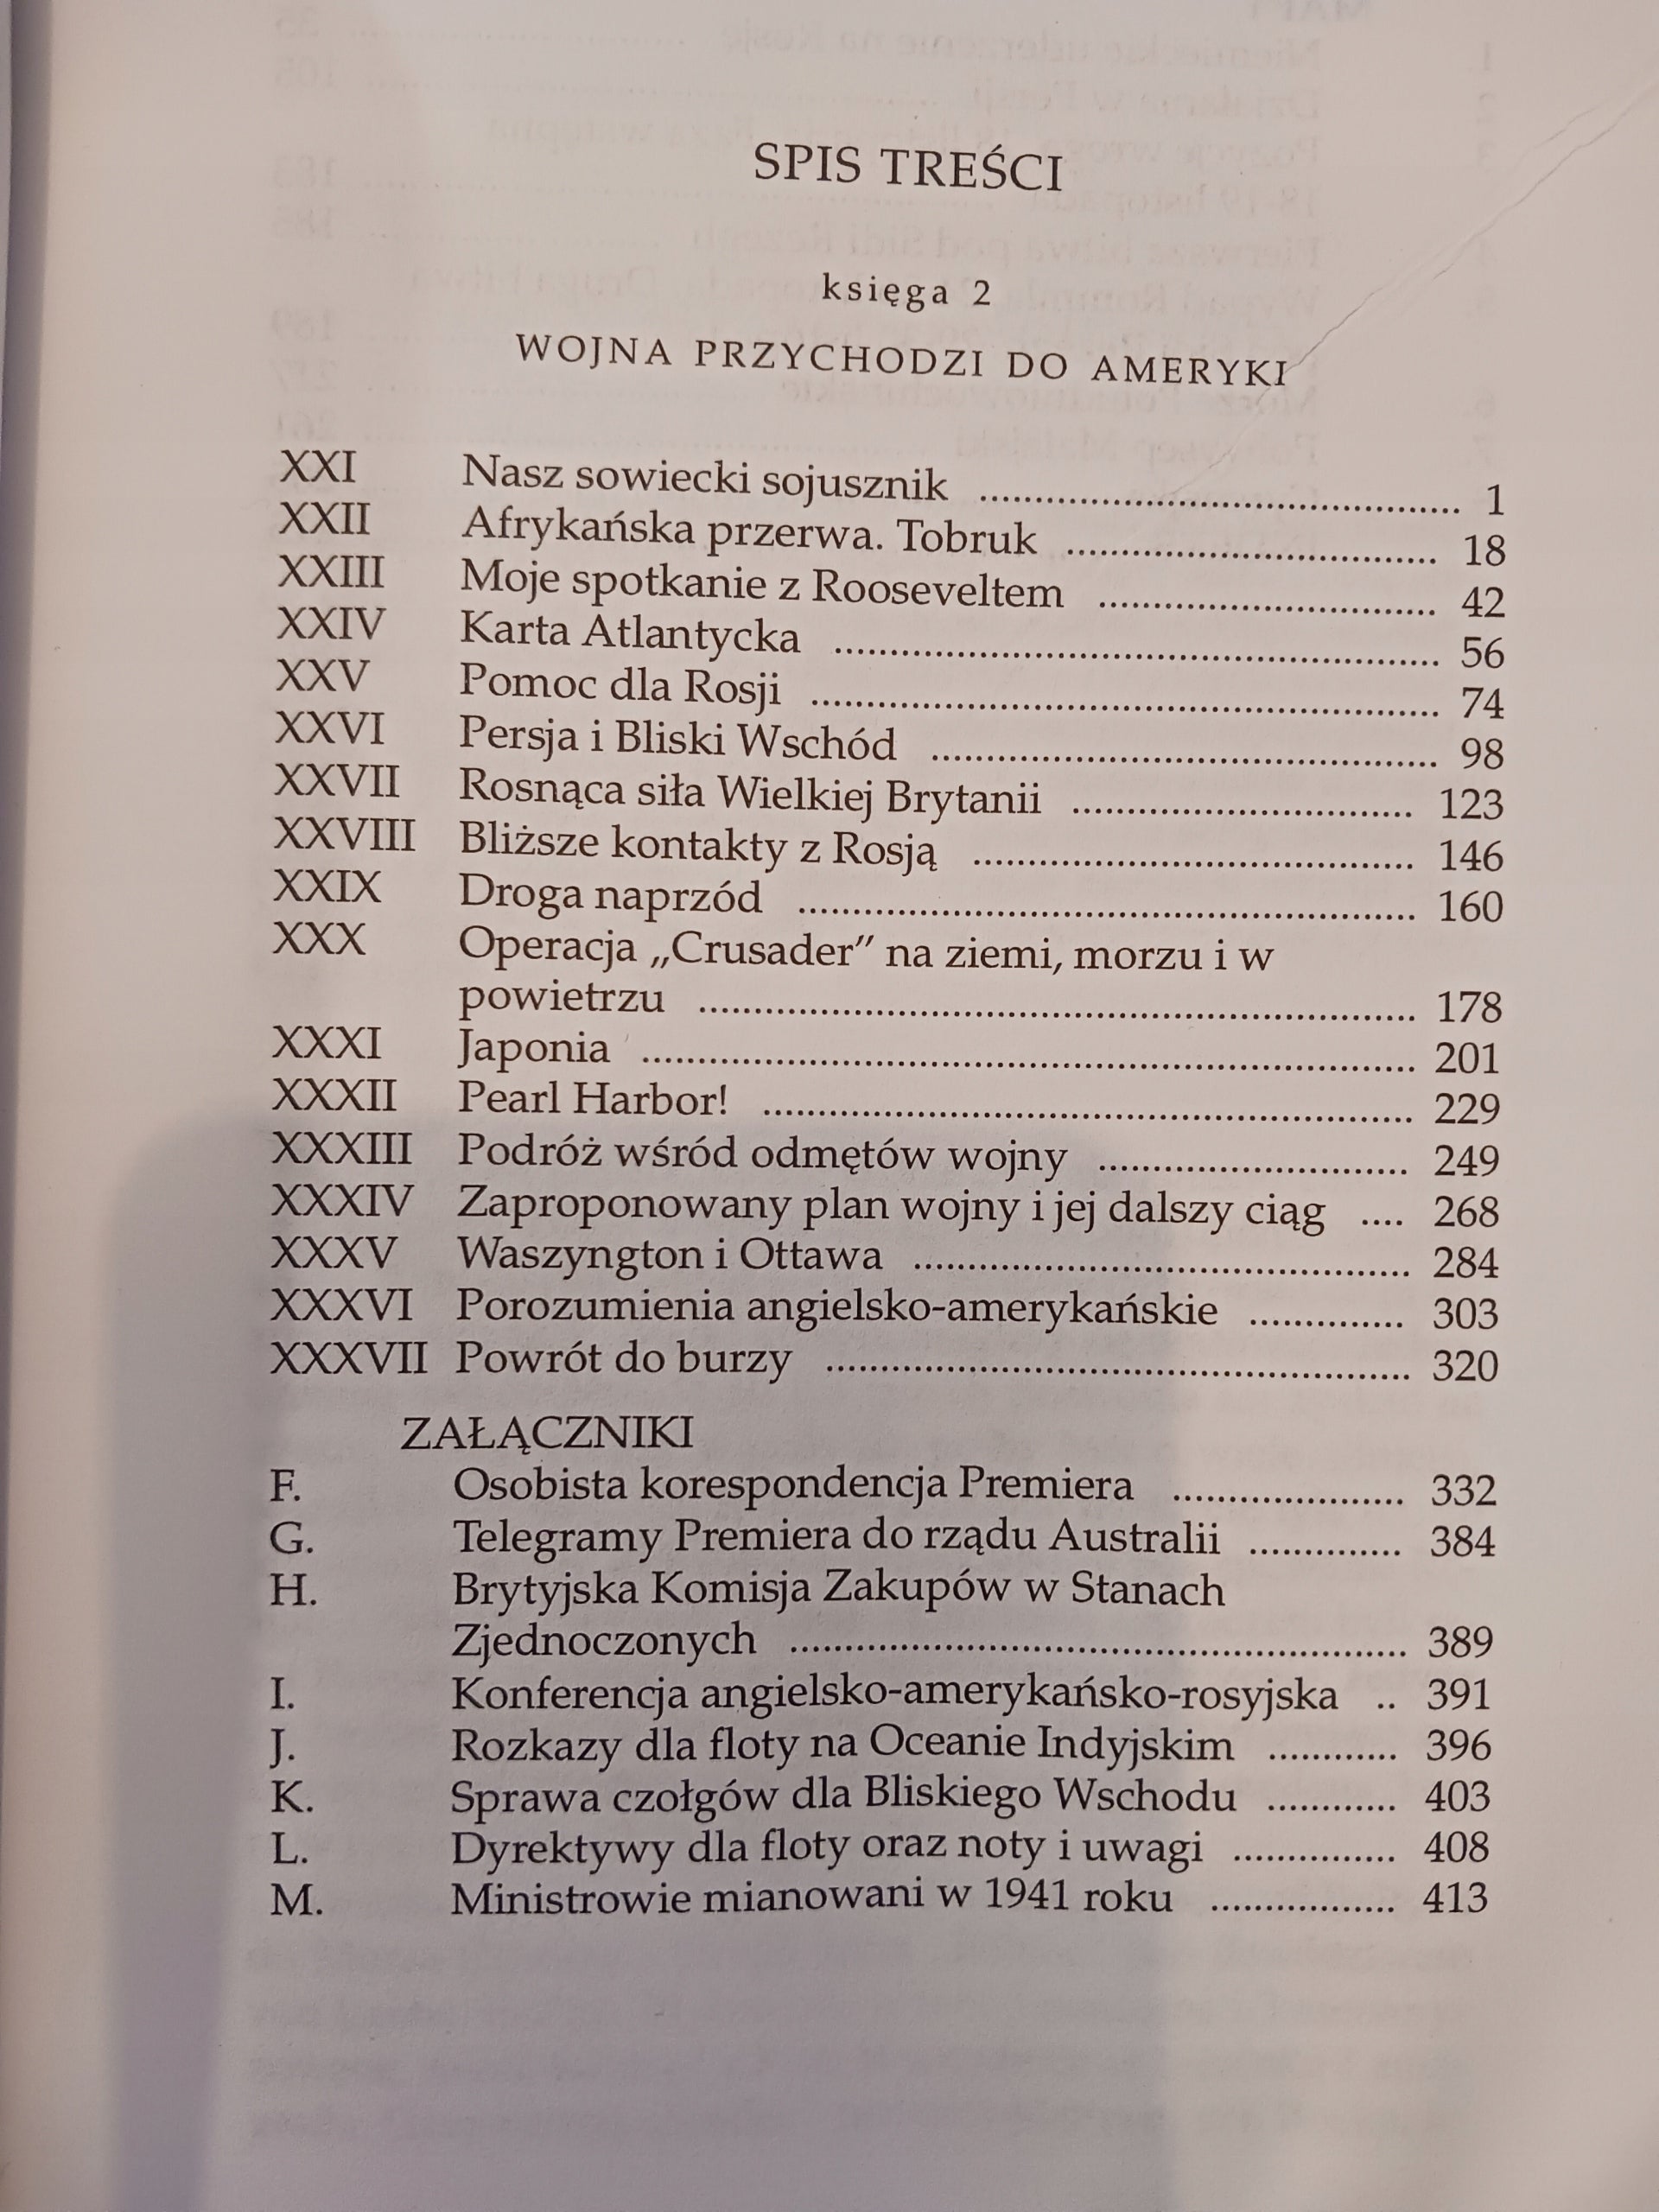 SPIS TREŚCI
księga 2
WOJNA PRZYCHODZI DO AMERYKI
XXI Nasz sowiecki sojusznik ........................................... 1
XXII Afrykańska przerwa. Tobruk ................................. 18
XXIII Moje spotkanie z Rooseveltem .............................. 42
XXIV Karta Atlantycka ...................................................... 56
XXV Pomoc dla Rosji ........................................................ 74
XXVI Persja i Bliski Wschód ............................................. 98
XXVII Rosnąca siła Wielkiej Brytanii ............................... 123
XXVIII Bliższe kontakty z Rosją ........................................ 146
XXIX Droga naprzód ........................................................ 160
XXX Operacja „Crusader” na ziemi, morzu i w
powietrzu ................................................................ 178
XXXI Japonia ..................................................................... 201
XXXII Pearl Harbor! .......................................................... 229
XXXIII Podróż wśród odmętów wojny ............................ 249
XXXIV Zaproponowany plan wojny i jej dalszy ciąg .... 268
XXXV Waszyngton i Ottawa ............................................. 284
XXXVI Porozumienia angielsko-amerykańskie .............. 303
XXXVII Powrót do burzy ..................................................... 320
ZAŁĄCZNIKI
F. Osobista korespondencja Premiera ..................... 332
G. Telegramy Premiera do rządu Australii .............. 384
H. Brytyjska Komisja Zakupów w Stanach
Zjednoczonych ........................................................ 389
I. Konferencja angielsko-amerykańsko-rosyjska .. 391
J. Rozkazy dla floty na Oceanie Indyjskim ............ 396
K. Sprawa czołgów dla Bliskiego Wschodu ............ 403
L. Dyrektywy dla floty oraz noty i uwagi ............... 408
M. Ministrowie mianowani w 1941 roku ................. 413